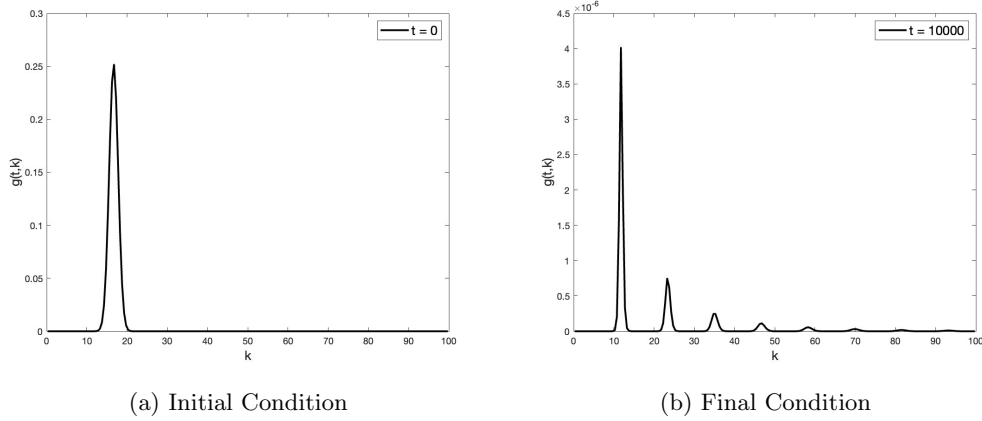 0.3
0.25
0.2
0.15
0.1
0.05
0
g(t,k)
t = 0
0 10 20 30 40 50 60 70 80 90 100
k
(a) Initial Condition
×10⁻⁶
4.5
4
3.5
3
2.5
2
1.5
1
0.5
0
g(t,k)
t = 10000
0 10 20 30 40 50 60 70 80 90 100
k
(b) Final Condition